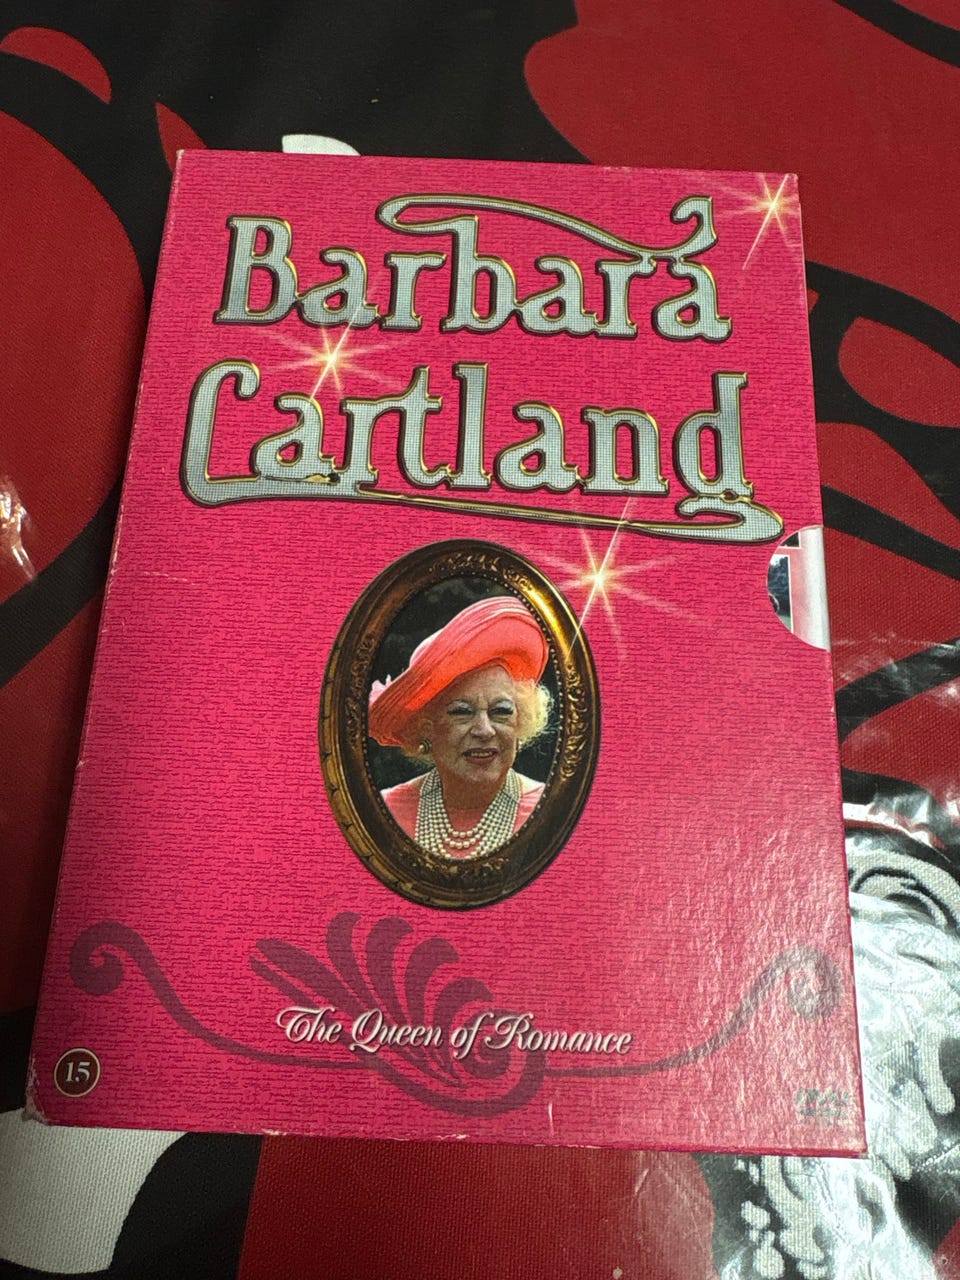 Barbara
Cartland
The Queen of Romance
15